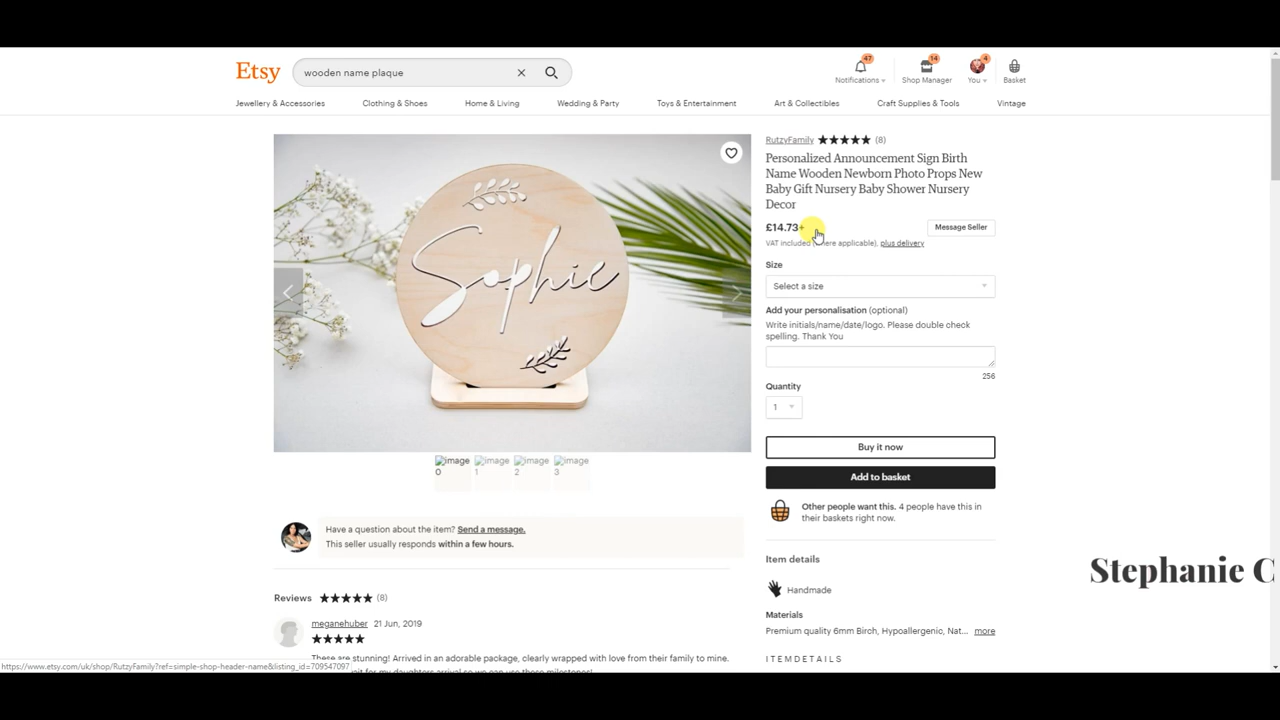 Etsy
wooden name plaque
47
14
4
Notifications
Shop Manager
You
Basket
Jewellery & Accessories
Clothing & Shoes
Home & Living
Wedding & Party
Toys & Entertainment
Art & Collectibles
Craft Supplies & Tools
Vintage
Sophie
RutzyFamily (8)
Personalized Announcement Sign Birth
Name Wooden Newborn Photo Props New
Baby Gift Nursery Baby Shower Nursery
Decor
£14.73+
Message Seller
VAT included (where applicable), plus delivery
Size
Select a size
Add your personalisation (optional)
Write initials/name/date/logo. Please double check
spelling. Thank You
256
Quantity
1
Buy it now
Add to basket
Other people want this. 4 people have this in
their baskets right now.
Item details
Handmade
Materials
Premium quality 6mm Birch, Hypoallergenic, Nat... more
ITEMDETAILS
image
0
image
1
image
2
image
3
Have a question about the item? Send a message.
This seller usually responds within a few hours.
Reviews (8)
meganehuber 21 Jun, 2019
These are stunning! Arrived in an adorable package, clearly wrapped with love from their family to mine.
Stephanie C
https://www.etsy.com/uk/shop/RutzyFamily?ref=simple-shop-header-name&listing_id=709547097